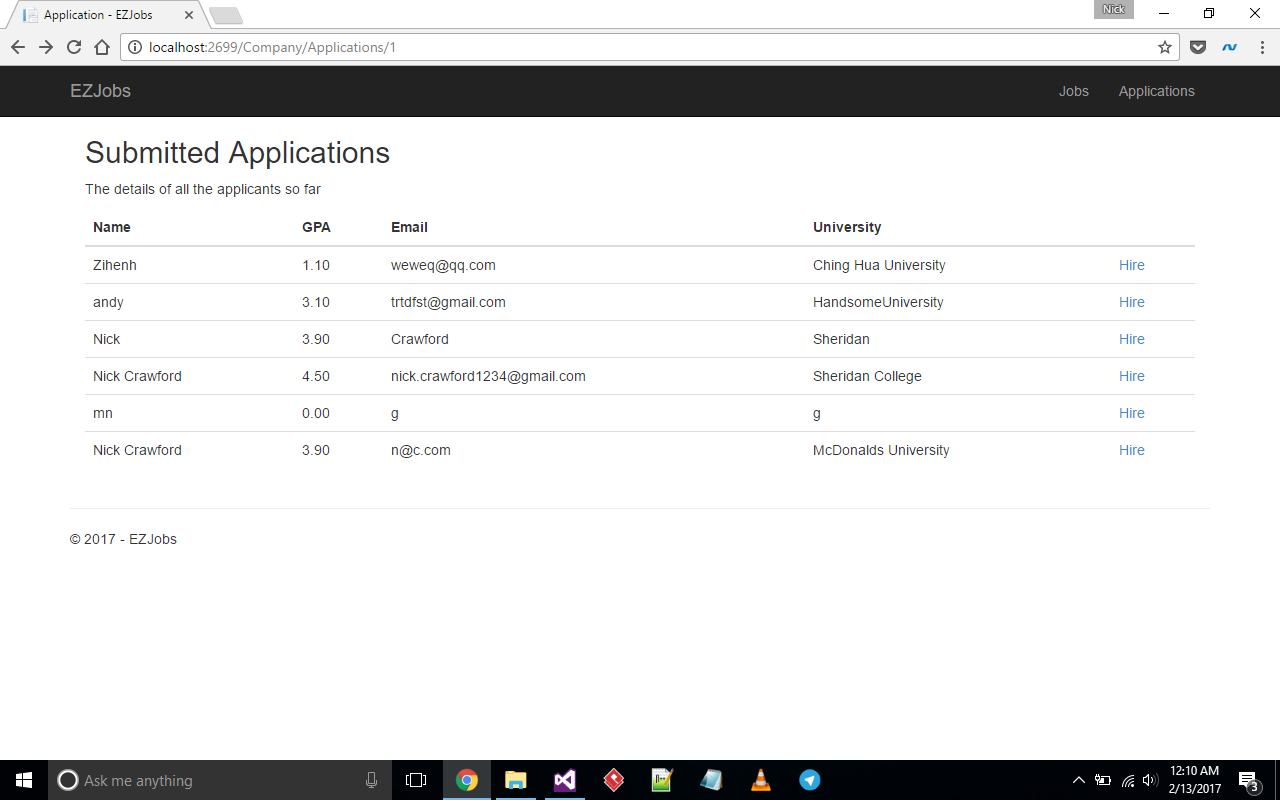 Application - EZJobs
Nick
localhost:2699/Company/Applications/1
EZJobs Jobs Applications
Submitted Applications
The details of all the applicants so far
Name GPA Email University
Zihenh 1.10 weweq@qq.com Ching Hua University Hire
andy 3.10 trtdfst@gmail.com HandsomeUniversity Hire
Nick 3.90 Crawford Sheridan Hire
Nick Crawford 4.50 nick.crawford1234@gmail.com Sheridan College Hire
mn 0.00 g g Hire
Nick Crawford 3.90 n@c.com McDonalds University Hire
© 2017 - EZJobs
Ask me anything
12:10 AM
2/13/2017
3